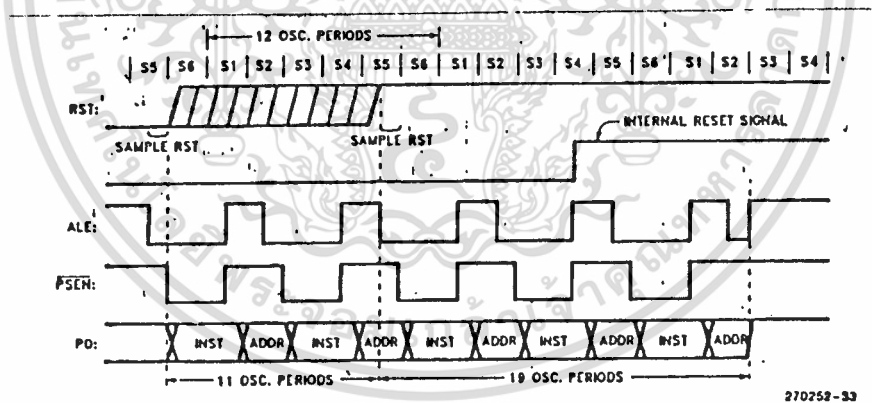 12 OSC. PERIODS
S5 S6 S1 S2 S3 S4 S5 S6 S1 S2 S3 S4 S5 S6 S1 S2 S3 S4
RST:
INTERNAL RESET SIGNAL
SAMPLE RST SAMPLE RST
ALE:
PSEN:
P0: INST ADDR INST ADDR INST ADDR INST ADDR INST ADDR
11 OSC. PERIODS 19 OSC. PERIODS
270252-33